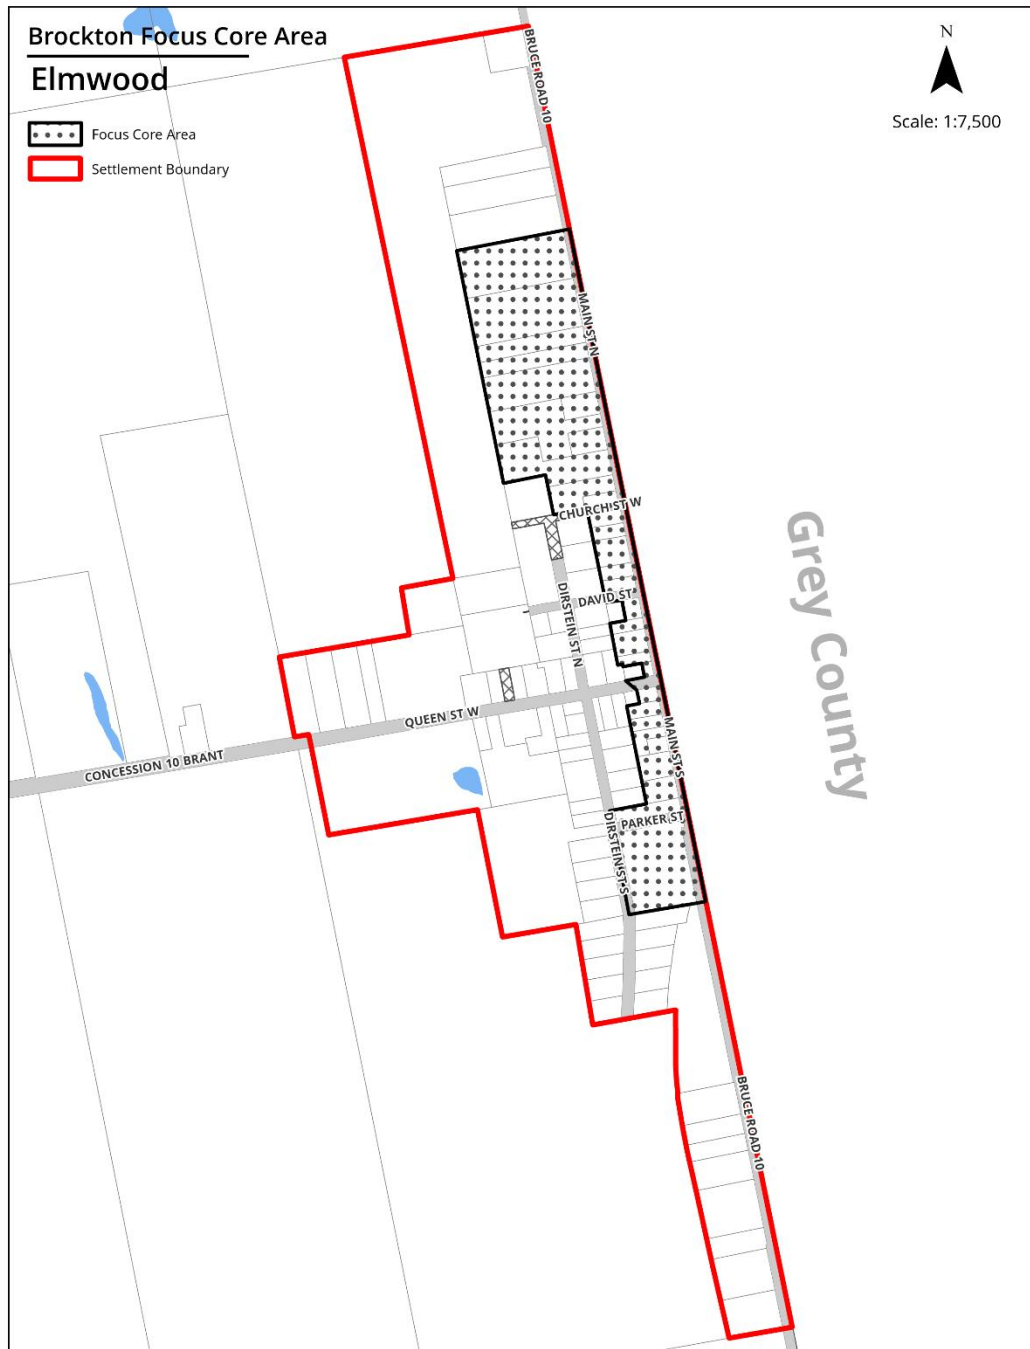 Brockton Focus Core Area
Elmwood
Focus Core Area
Settlement Boundary
N
Scale: 1:7,500
BRUCE ROAD 10
MAIN ST N
CHURCH ST W
DAVID ST
DIRSTEIN ST N
QUEEN ST W
CONCESSION 10 BRANT
MAIN ST S
PARKER ST
DIRSTEIN ST S
Grey County
BRUCE ROAD 10